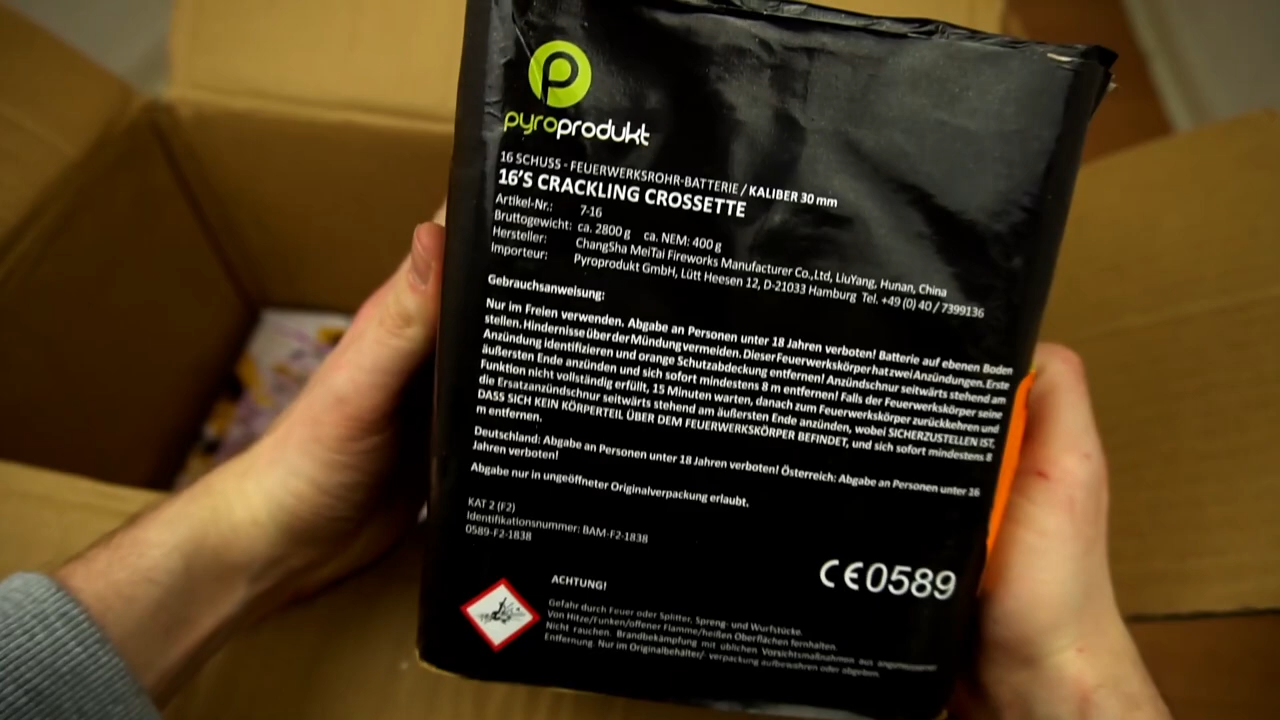 pyroprodukt
16 SCHUSS - FEUERWERKSROHR-BATTERIE / KALIBER 30 mm
16'S CRACKLING CROSSETTE
Artikel-Nr.: 7-16
Bruttogewicht: ca. 2800 g ca. NEM: 400 g
Hersteller: ChangSha MeiTai Fireworks Manufacturer Co.,Ltd, LiuYang, Hunan, China
Importeur: Pyroprodukt GmbH, Lütt Heesen 12, D-21033 Hamburg Tel. +49 (0) 40 / 7399136
Gebrauchsanweisung:
Nur im Freien verwenden. Abgabe an Personen unter 18 Jahren verboten! Batterie auf ebenen Boden
stellen. Hindernisse über der Mündung vermeiden. Dieser Feuerwerkskörper hat zwei Anzündungen. Erste
Anzündung identifizieren und orange Schutzabdeckung entfernen! Anzündschnur seitwärts stehend am
äußersten Ende anzünden und sich sofort mindestens 8 m entfernen! Falls der Feuerwerkskörper seine
Funktion nicht vollständig erfüllt, 15 Minuten warten, danach zum Feuerwerkskörper zurückkehren und
die Ersatzanzündschnur seitwärts stehend am äußersten Ende anzünden, wobei SICHERZUSTELLEN IST,
DASS SICH KEIN KÖRPERTEIL ÜBER DEM FEUERWERKSKÖRPER BEFINDET, und sich sofort mindestens 8
m entfernen.
Deutschland: Abgabe an Personen unter 18 Jahren verboten! Österreich: Abgabe an Personen unter 16
Jahren verboten!
Abgabe nur in ungeöffneter Originalverpackung erlaubt.
KAT 2 (F2)
Identifikationsnummer: BAM-F2-1838
0589-F2-1838
CE0589
ACHTUNG!
Gefahr durch Feuer oder Splitter, Spreng- und Wurfstücke.
Von Hitze/Funken/offener Flamme/heißen Oberflächen fernhalten.
Nicht rauchen. Brandbekämpfung mit üblichen Vorsichtsmaßnahmen aus angemessener
Entfernung. Nur im Originalbehälter/- verpackung aufbewahren oder abgeben.